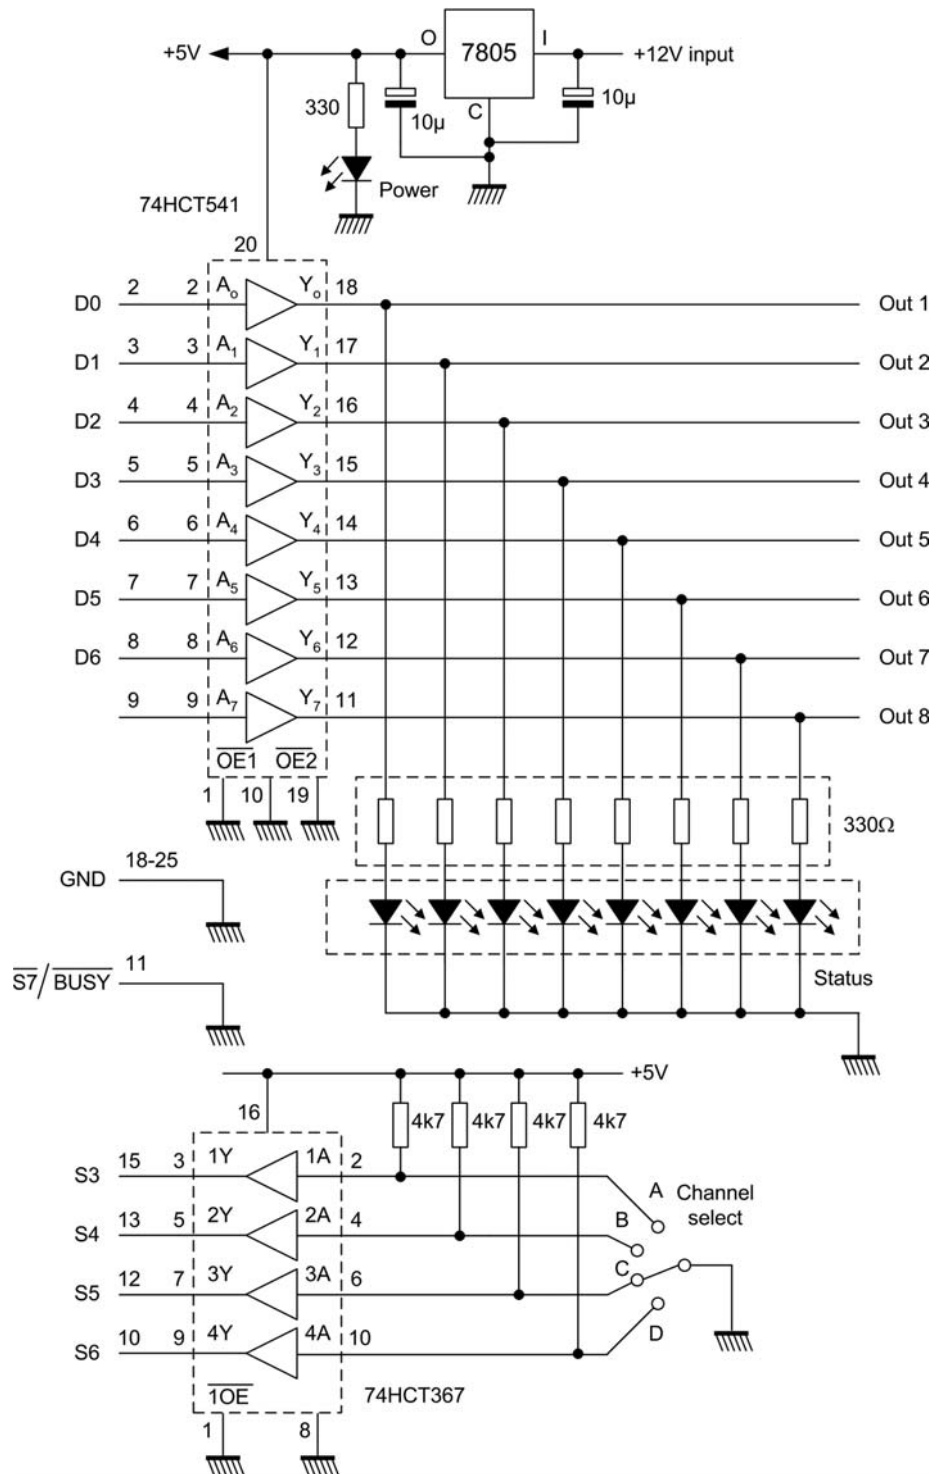 +5V O 7805 I +12V input
330 10µ C 10µ
Power
74HCT541
20
D0 2 2 Ao Yo 18 Out 1
D1 3 3 A1 Y1 17 Out 2
D2 4 4 A2 Y2 16 Out 3
D3 5 5 A3 Y3 15 Out 4
D4 6 6 A4 Y4 14 Out 5
D5 7 7 A5 Y5 13 Out 6
D6 8 8 A6 Y6 12 Out 7
9 9 A7 Y7 11 Out 8
OE1 OE2
1 10 19
330Ω
GND 18-25
S7/BUSY 11
Status
+5V
16 4k7 4k7 4k7 4k7
S3 15 3 1Y 1A 2 A Channel
select
S4 13 5 2Y 2A 4 B
S5 12 7 3Y 3A 6 C
S6 10 9 4Y 4A 10 D
1OE 74HCT367
1 8